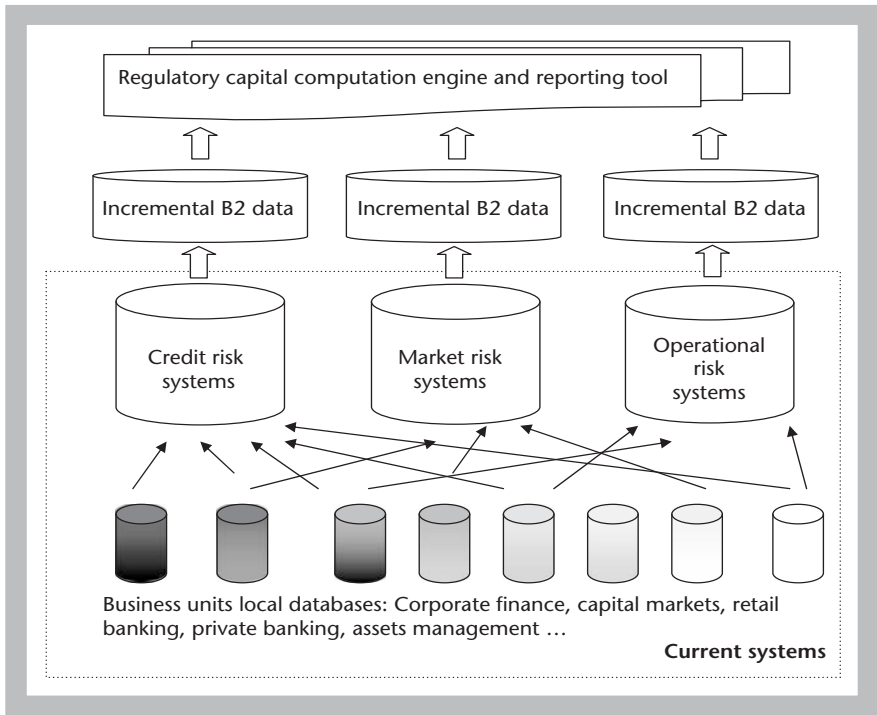 Regulatory capital computation engine and reporting tool
Incremental B2 data
Incremental B2 data
Incremental B2 data
Credit risk
systems
Market risk
systems
Operational
risk
systems
Business units local databases: Corporate finance, capital markets, retail
banking, private banking, assets management …
Current systems